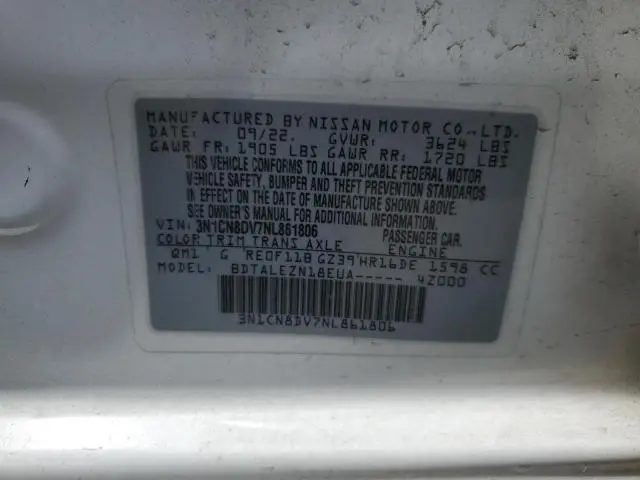 MANUFACTURED BY NISSAN MOTOR CO., LTD.
DATE: 09/22. GVWR: 3624 LBS
GAWR FR: 1905 LBS GAWR RR: 1720 LBS
THIS VEHICLE CONFORMS TO ALL APPLICABLE FEDERAL MOTOR
VEHICLE SAFETY, BUMPER AND THEFT PREVENTION STANDARDS
IN EFFECT ON THE DATE OF MANUFACTURE SHOWN ABOVE.
SEE OWNER'S MANUAL FOR ADDITIONAL INFORMATION.
VIN: 3N1CN8DV7NL861806 PASSENGER CAR.
COLOR TRIM TRANS AXLE ENGINE
QM1 G RE0F11B GZ39 HR16DE 1598 CC
MODEL: BDTALEZN18EUA----- 42000
3N1CN8DV7NL861806